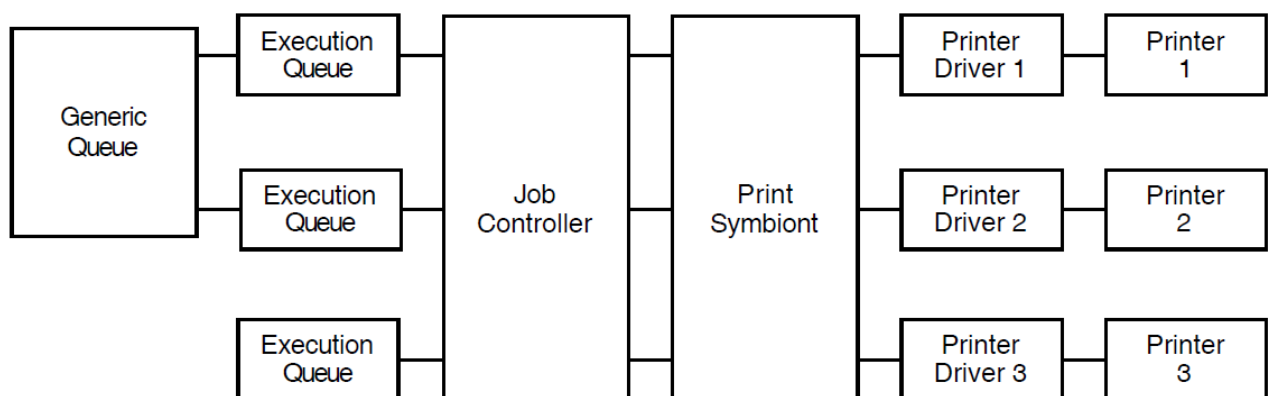 Execution
Queue
Printer
Driver 1
Printer
1
Generic
Queue
Execution
Queue
Job
Controller
Print
Symbiont
Printer
Driver 2
Printer
2
Execution
Queue
Printer
Driver 3
Printer
3